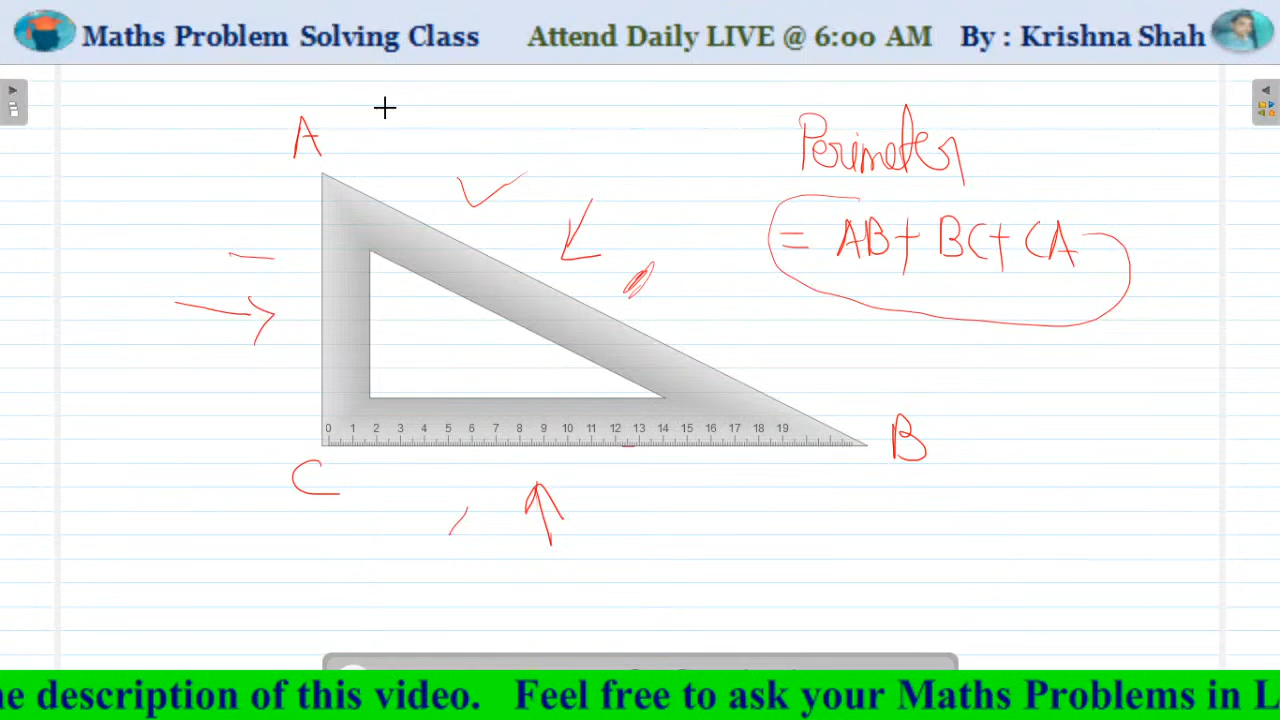 Maths Problem Solving Class Attend Daily LIVE @ 6:00 AM By : Krishna Shah
A
Perimeter
= AB + BC + CA
0 1 2 3 4 5 6 7 8 9 10 11 12 13 14 15 16 17 18 19
B
C
description of this video. Feel free to ask your Maths Problems in